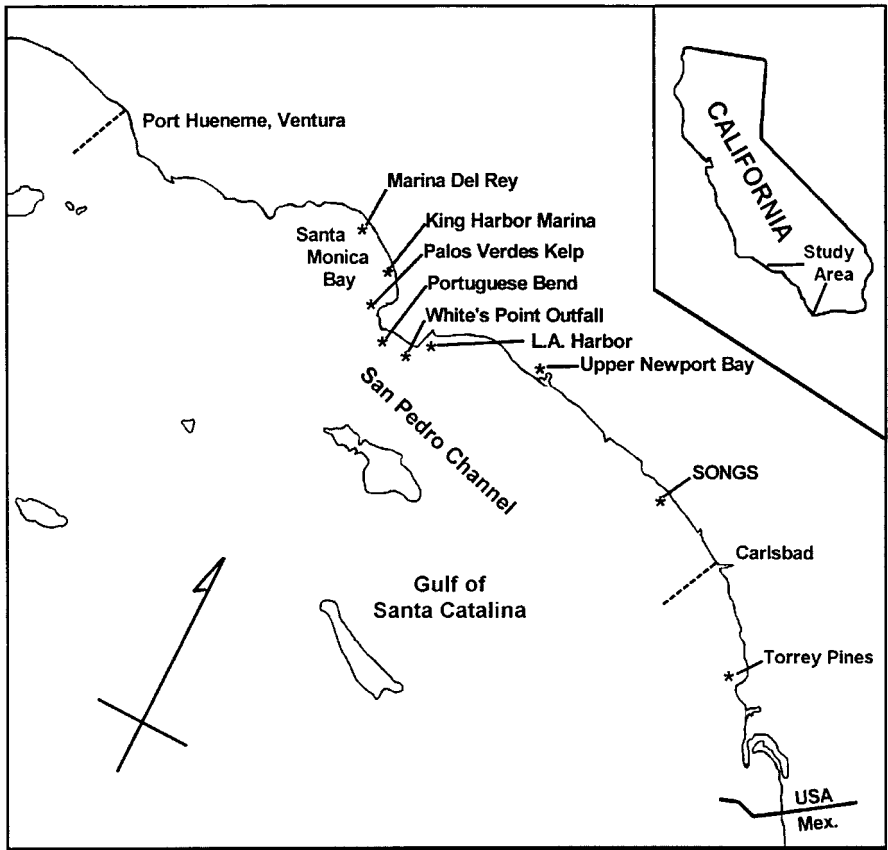 Port Hueneme, Ventura
Marina Del Rey
King Harbor Marina
Santa
Monica
Bay
Palos Verdes Kelp
Portuguese Bend
White's Point Outfall
L.A. Harbor
Upper Newport Bay
San Pedro Channel
SONGS
Carlsbad
Gulf of
Santa Catalina
Torrey Pines
USA
Mex.
CALIFORNIA
Study
Area